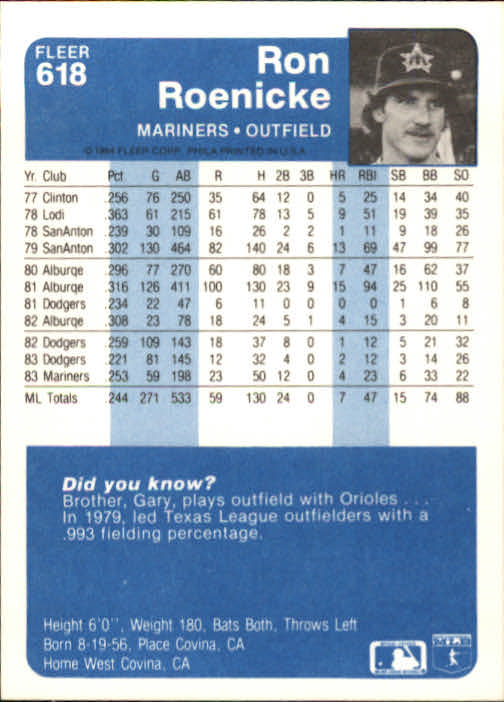 FLEER
618
Ron
Roenicke
MARINERS • OUTFIELD
© 1984 FLEER CORP. PHILA PRINTED IN U.S.A.
Yr. Club Pct G AB R H 2B 3B HR RBI SB BB SO
77 Clinton .256 76 250 35 64 12 0 5 25 14 34 40
78 Lodi .363 61 215 61 78 13 5 9 51 19 39 35
78 SanAnton .239 30 109 16 26 2 2 1 11 9 18 26
79 SanAnton .302 130 464 82 140 24 6 13 69 47 99 77
80 Alburqe .296 77 270 60 80 18 3 7 47 16 62 37
81 Alburqe .316 126 411 100 130 23 9 15 94 25 110 55
81 Dodgers .234 22 47 6 11 0 0 0 0 1 6 8
82 Alburqe .308 23 78 18 24 5 1 4 15 3 20 11
82 Dodgers .259 109 143 18 37 8 0 1 12 5 21 32
83 Dodgers .221 81 145 12 32 4 0 2 12 3 14 26
83 Mariners .253 59 198 23 50 12 0 4 23 6 33 22
ML Totals .244 271 533 59 130 24 0 7 47 15 74 88
Did you know?
Brother, Gary, plays outfield with Orioles . . .
In 1979, led Texas League outfielders with a
.993 fielding percentage.
Height 6'0'', Weight 180, Bats Both, Throws Left
Born 8-19-56, Place Covina, CA
Home West Covina, CA